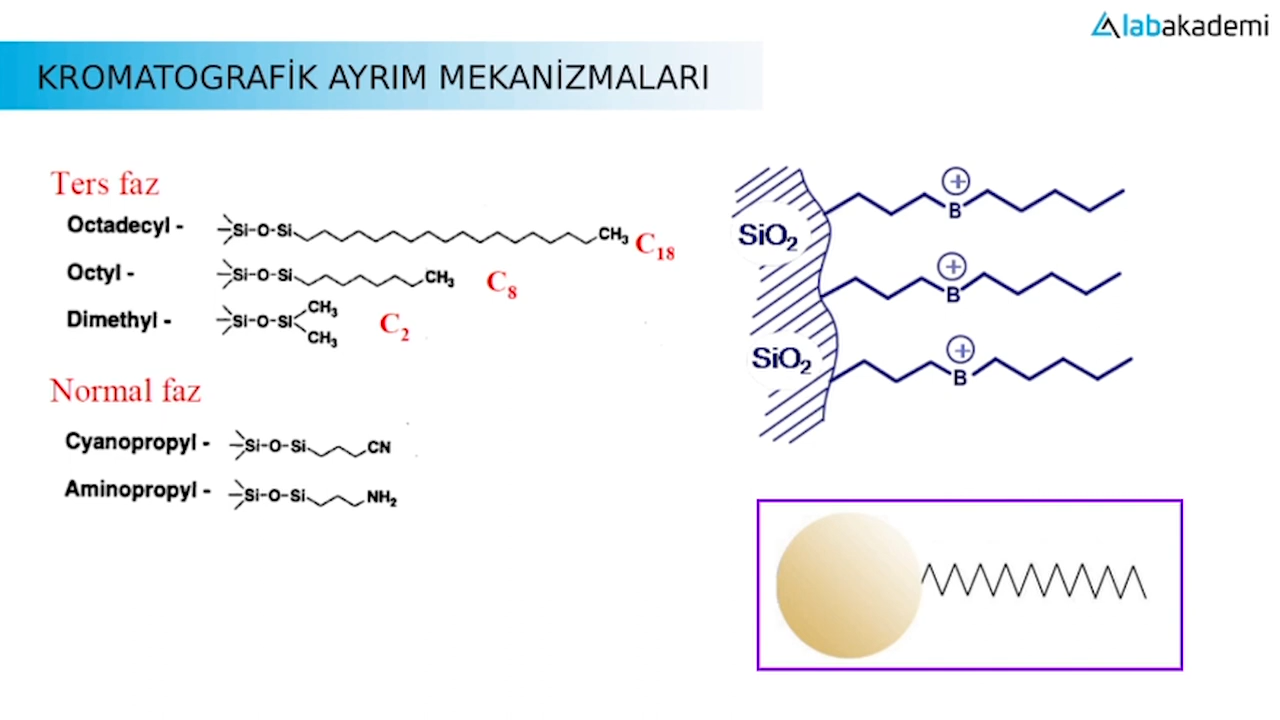 labakademi
KROMATOGRAFİK AYRIM MEKANİZMALARI
Ters faz
Octadecyl - Si-O-Si CH₃ C₁₈
Octyl - Si-O-Si CH₃ C₈
Dimethyl - Si-O-Si CH₃ CH₃ C₂
Normal faz
Cyanopropyl - Si-O-Si CN
Aminopropyl - Si-O-Si NH₂
+
B
SiO₂
+
B
SiO₂
+
B